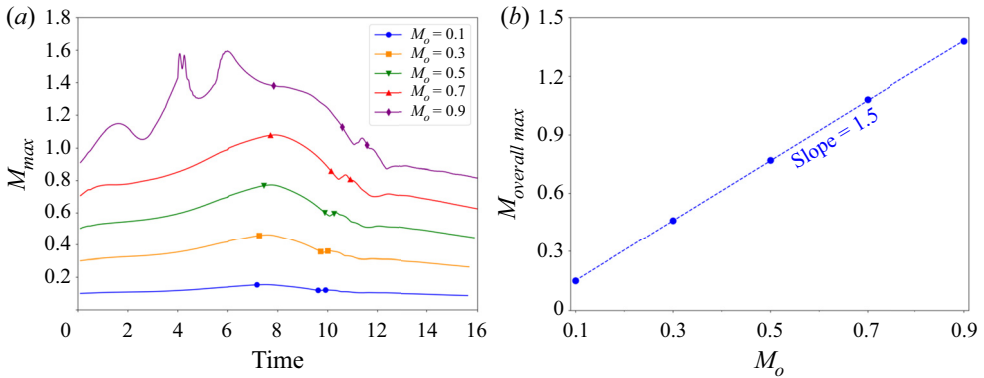 (a)
1.8
1.6
1.4
1.2
1.0
0.8
0.6
0.4
0.2
M_max
M_o = 0.1
M_o = 0.3
M_o = 0.5
M_o = 0.7
M_o = 0.9
0 2 4 6 8 10 12 14 16
Time
(b)
1.5
1.2
0.9
0.6
0.3
0
M_overall max
Slope = 1.5
0.1 0.3 0.5 0.7 0.9
M_o